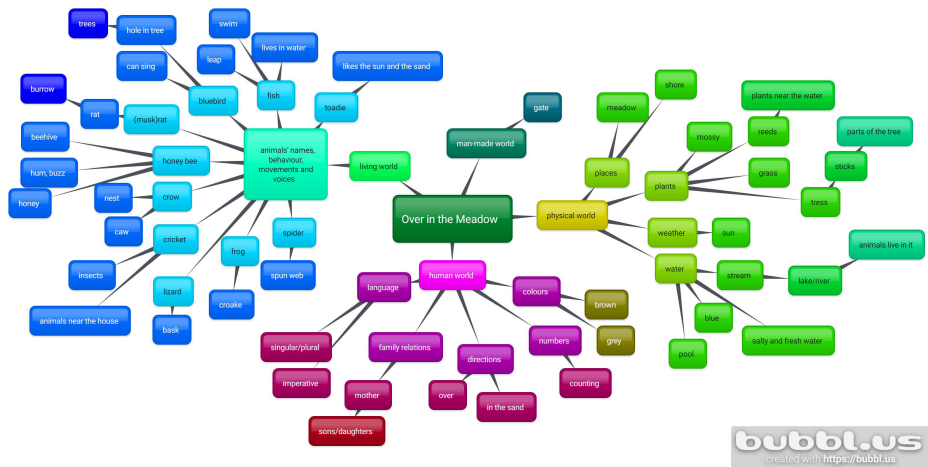 trees
hole in tree
swim
lives in water
leap
can sing
likes the sun and the sand
burrow
bluebird
fish
toadie
rat
(musk)rat
beehive
honey bee
hum, buzz
honey
nest
crow
caw
cricket
insects
animals near the house
lizard
bask
frog
croake
spider
spun web
animals' names,
behaviour,
movements and
voices
living world
gate
man-made world
Over in the Meadow
human world
language
singular/plural
imperative
family relations
mother
sons/daughters
directions
over
in the sand
colours
brown
grey
numbers
counting
physical world
places
meadow
shore
plants
mossy
reeds
plants near the water
grass
tress
sticks
parts of the tree
weather
sun
water
stream
lake/river
animals live in it
blue
pool
salty and fresh water
bubbl.us
created with https://bubbl.us